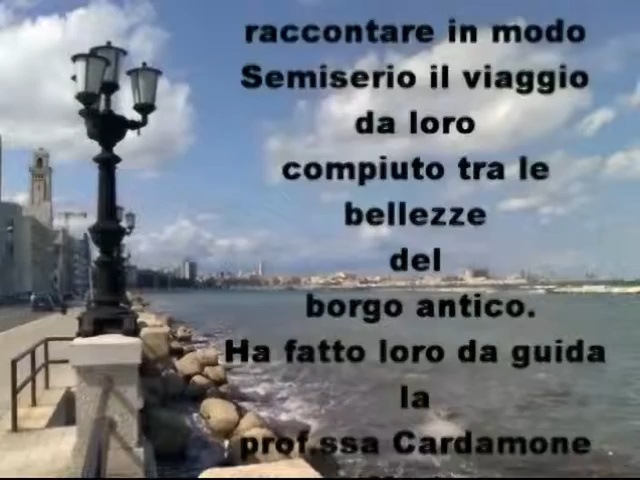 raccontare in modo
Semiserio il viaggio
da loro
compiuto tra le
bellezze
del
borgo antico.
Ha fatto loro da guida
la
prof.ssa Cardamone